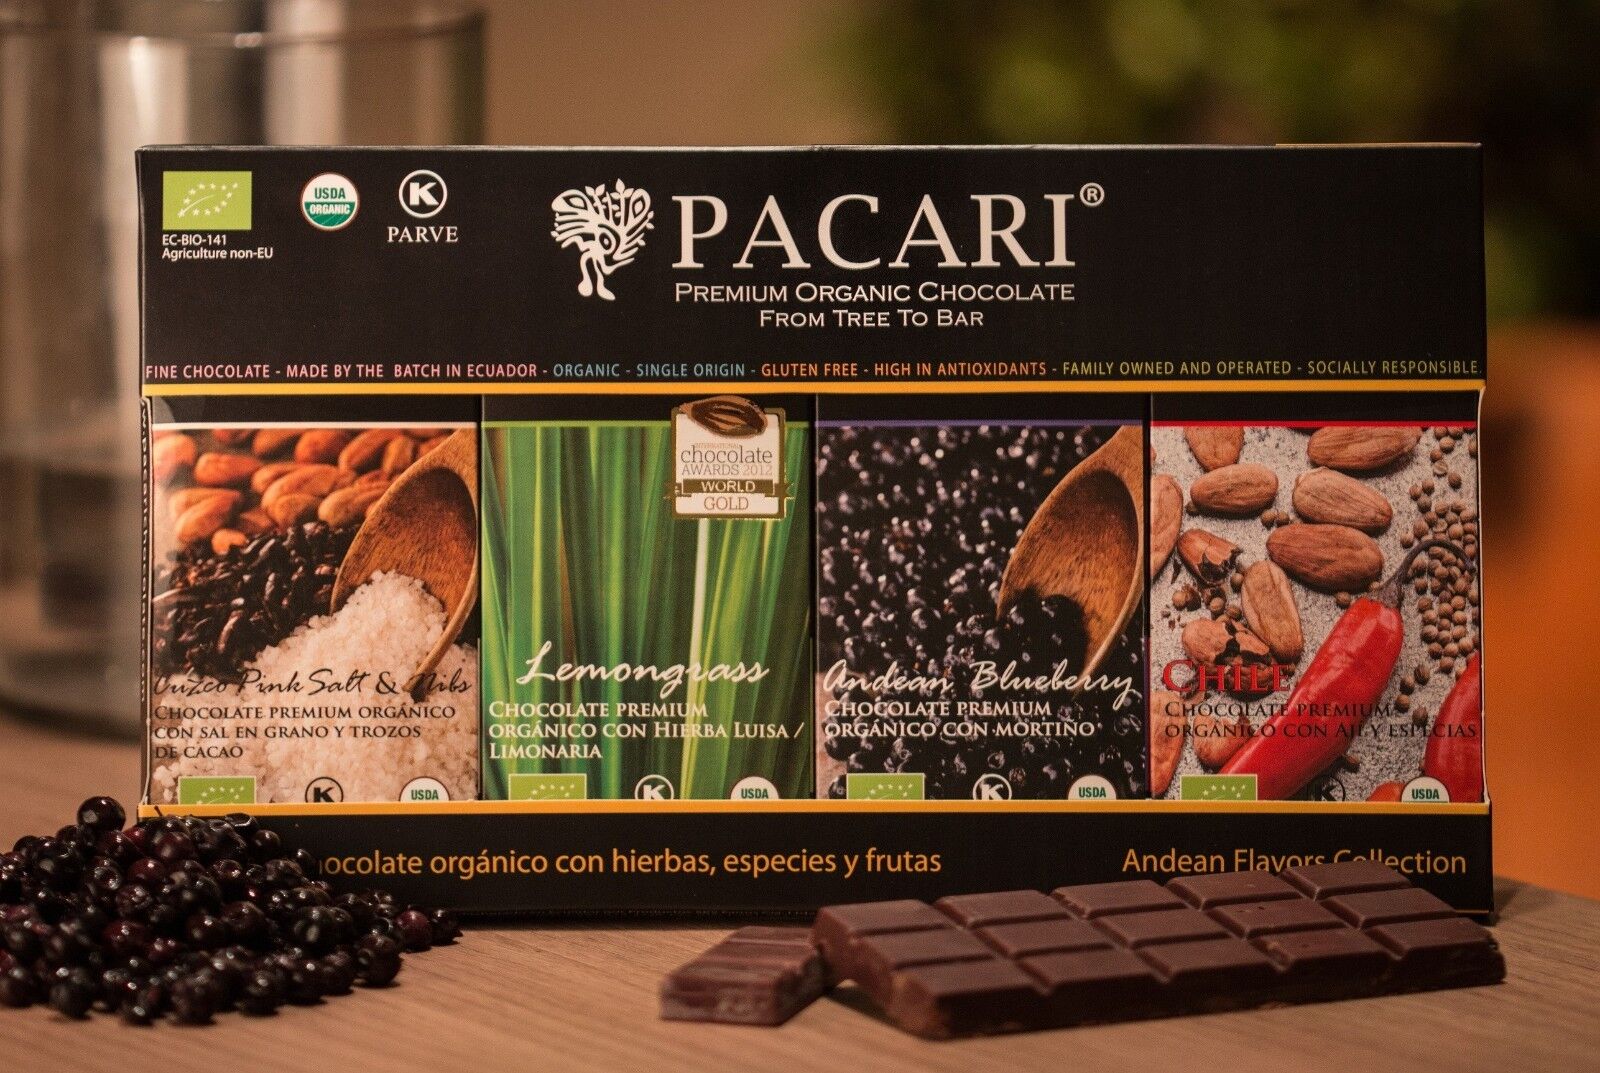 EC-BIO-141
Agriculture non-EU
USDA
ORGANIC
K
PARVE
PACARI®
PREMIUM ORGANIC CHOCOLATE
FROM TREE TO BAR
FINE CHOCOLATE - MADE BY THE BATCH IN ECUADOR - ORGANIC - SINGLE ORIGIN - GLUTEN FREE - HIGH IN ANTIOXIDANTS - FAMILY OWNED AND OPERATED - SOCIALLY RESPONSIBLE.
Cuzco Pink Salt & Nibs
CHOCOLATE PREMIUM ORGÁNICO
CON SAL EN GRANO Y TROZOS
DE CACAO
K
USDA
INTERNATIONAL
chocolate
AWARDS 2012
WORLD
GOLD
Lemongrass
CHOCOLATE PREMIUM
ORGÁNICO CON HIERBA LUISA /
LIMONARIA
K
USDA
Andean Blueberry
CHOCOLATE PREMIUM
ORGÁNICO CON MORTIÑO
K
USDA
CHILE
CHOCOLATE PREMIUM
ORGÁNICO CON AJÍ Y ESPECIAS
K
USDA
hocolate orgánico con hierbas, especies y frutas
Andean Flavors Collection